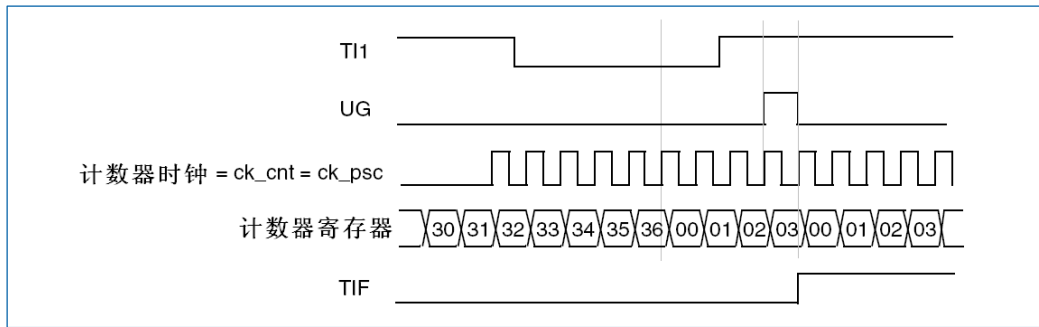 TI1
UG
计数器时钟 = ck_cnt = ck_psc
计数器寄存器 30 31 32 33 34 35 36 00 01 02 03 00 01 02 03
TIF